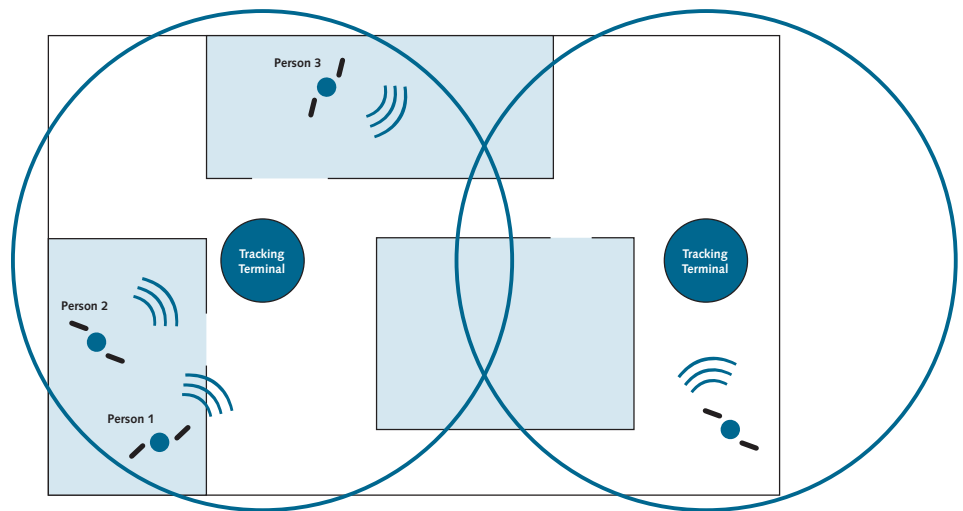 Person 3
Tracking
Terminal
Tracking
Terminal
Person 2
Person 1